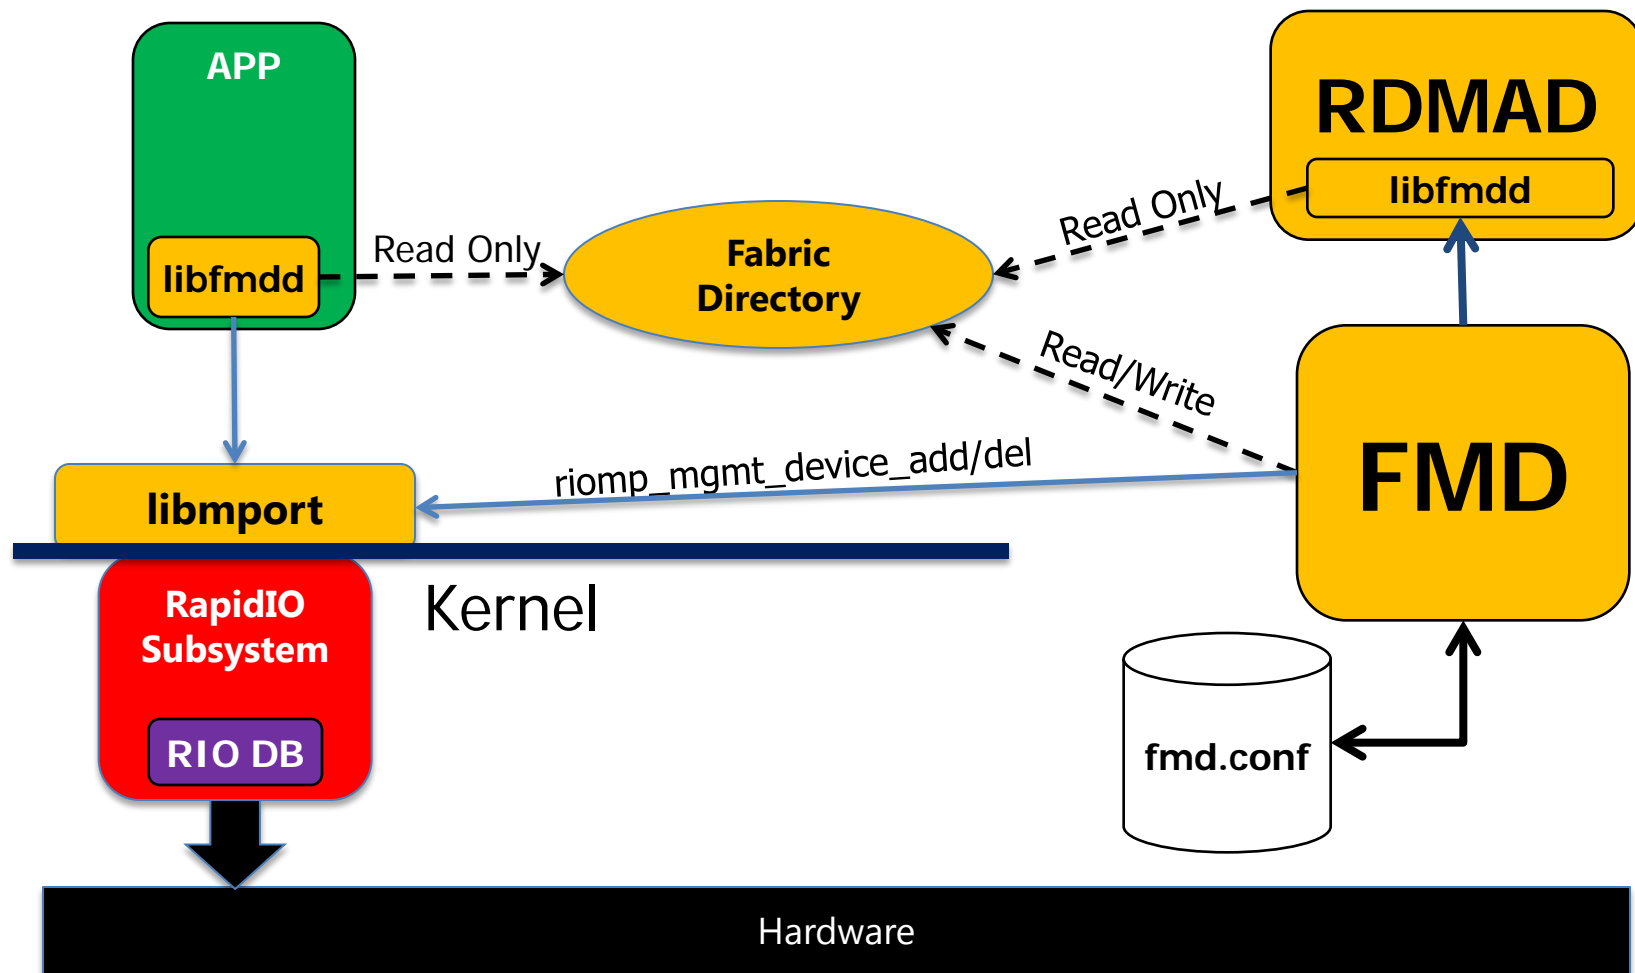 APP
RDMAD
libfmdd
Read Only
Read Only
Fabric
Directory
libfmdd
Read/Write
FMD
riomp_mgmt_device_add/del
libmport
RapidIO
Subsystem
Kernel
RIO DB
fmd.conf
Hardware